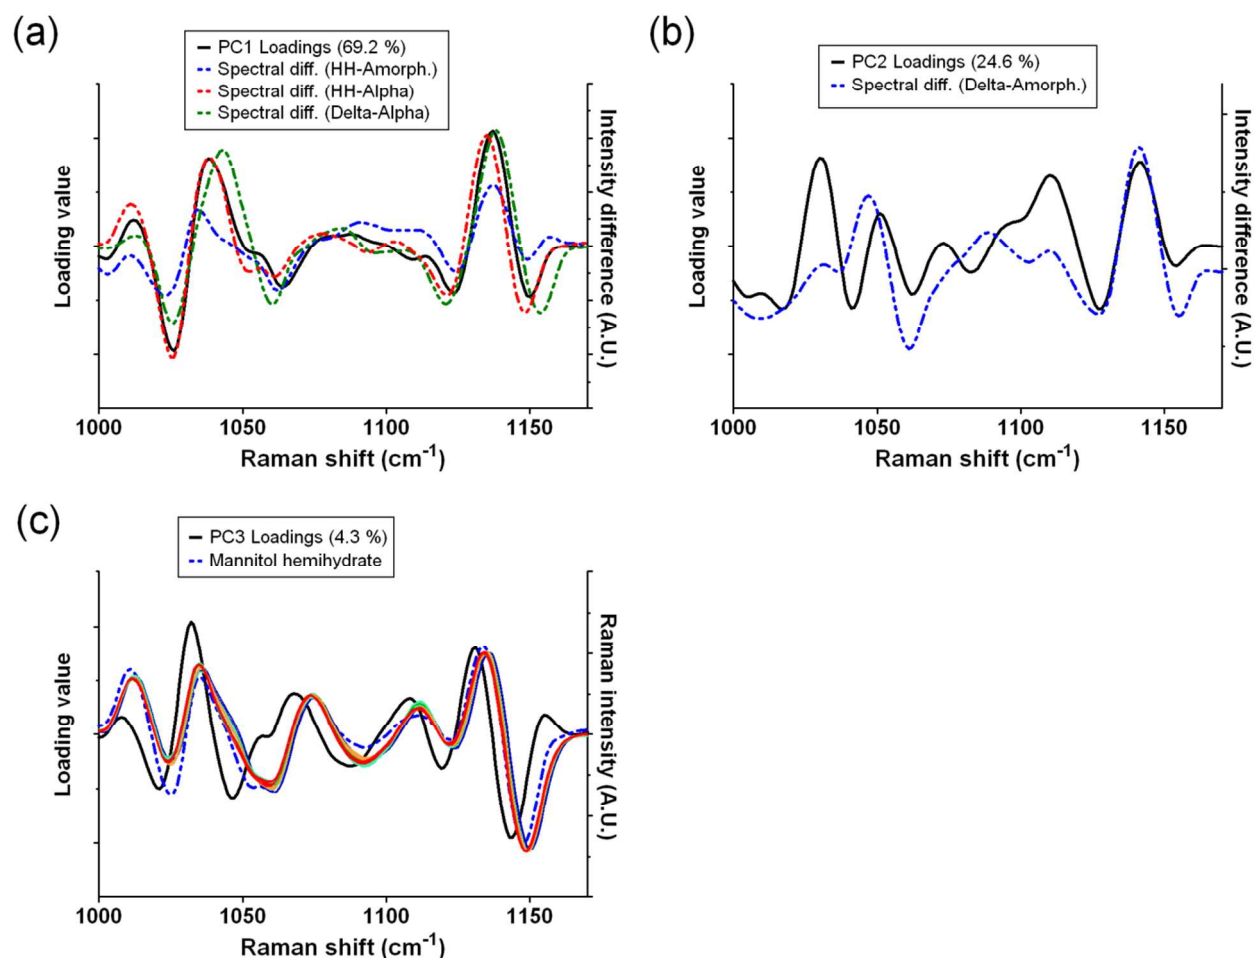 (a)
PC1 Loadings (69.2 %)
Spectral diff. (HH-Amorph.)
Spectral diff. (HH-Alpha)
Spectral diff. (Delta-Alpha)
Loading value
Intensity difference (A.U.)
1000 1050 1100 1150
Raman shift (cm⁻¹)
(b)
PC2 Loadings (24.6 %)
Spectral diff. (Delta-Amorph.)
Loading value
Intensity difference (A.U.)
1000 1050 1100 1150
Raman shift (cm⁻¹)
(c)
PC3 Loadings (4.3 %)
Mannitol hemihydrate
Loading value
Raman intensity (A.U.)
1000 1050 1100 1150
Raman shift (cm⁻¹)